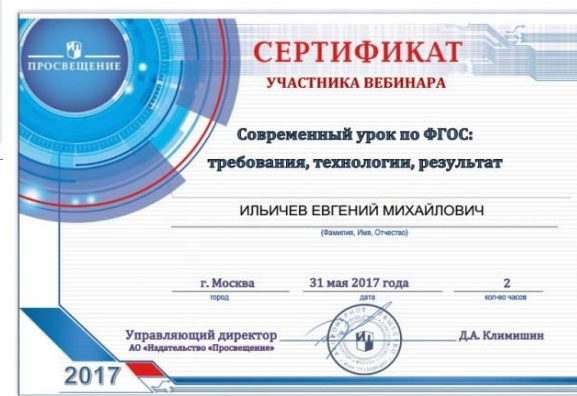 ПРОСВЕЩЕНИЕ
СЕРТИФИКАТ
УЧАСТНИКА ВЕБИНАРА
Современный урок по ФГОС:
требования, технологии, результат
ИЛЬИЧЕВ ЕВГЕНИЙ МИХАЙЛОВИЧ
(Фамилия, Имя, Отчество)
г. Москва 31 мая 2017 года 2
город дата кол-во часов
Управляющий директор Д.А. Климишин
АО «Издательство «Просвещение»
2017